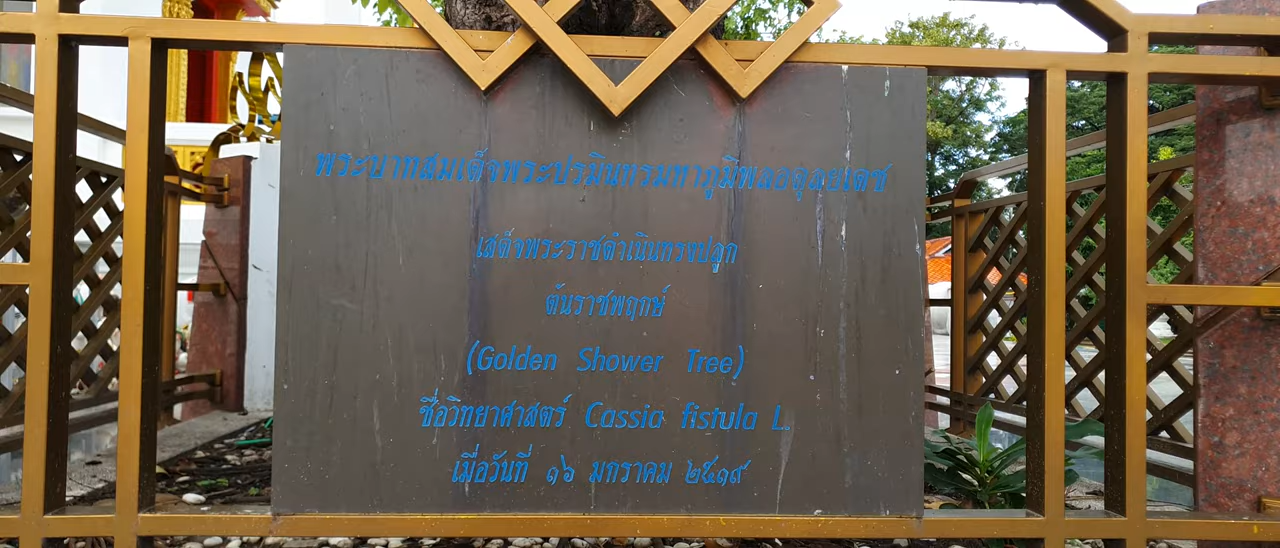 พระบาทสมเด็จพระปรมินทรมหาภูมิพลอดุลยเดช
เสด็จพระราชดำเนินทรงปลูก
ต้นราชพฤกษ์
(Golden Shower Tree)
ชื่อวิทยาศาสตร์ Cassia fistula L.
เมื่อวันที่ ๑๖ มกราคม ๒๕๑๙